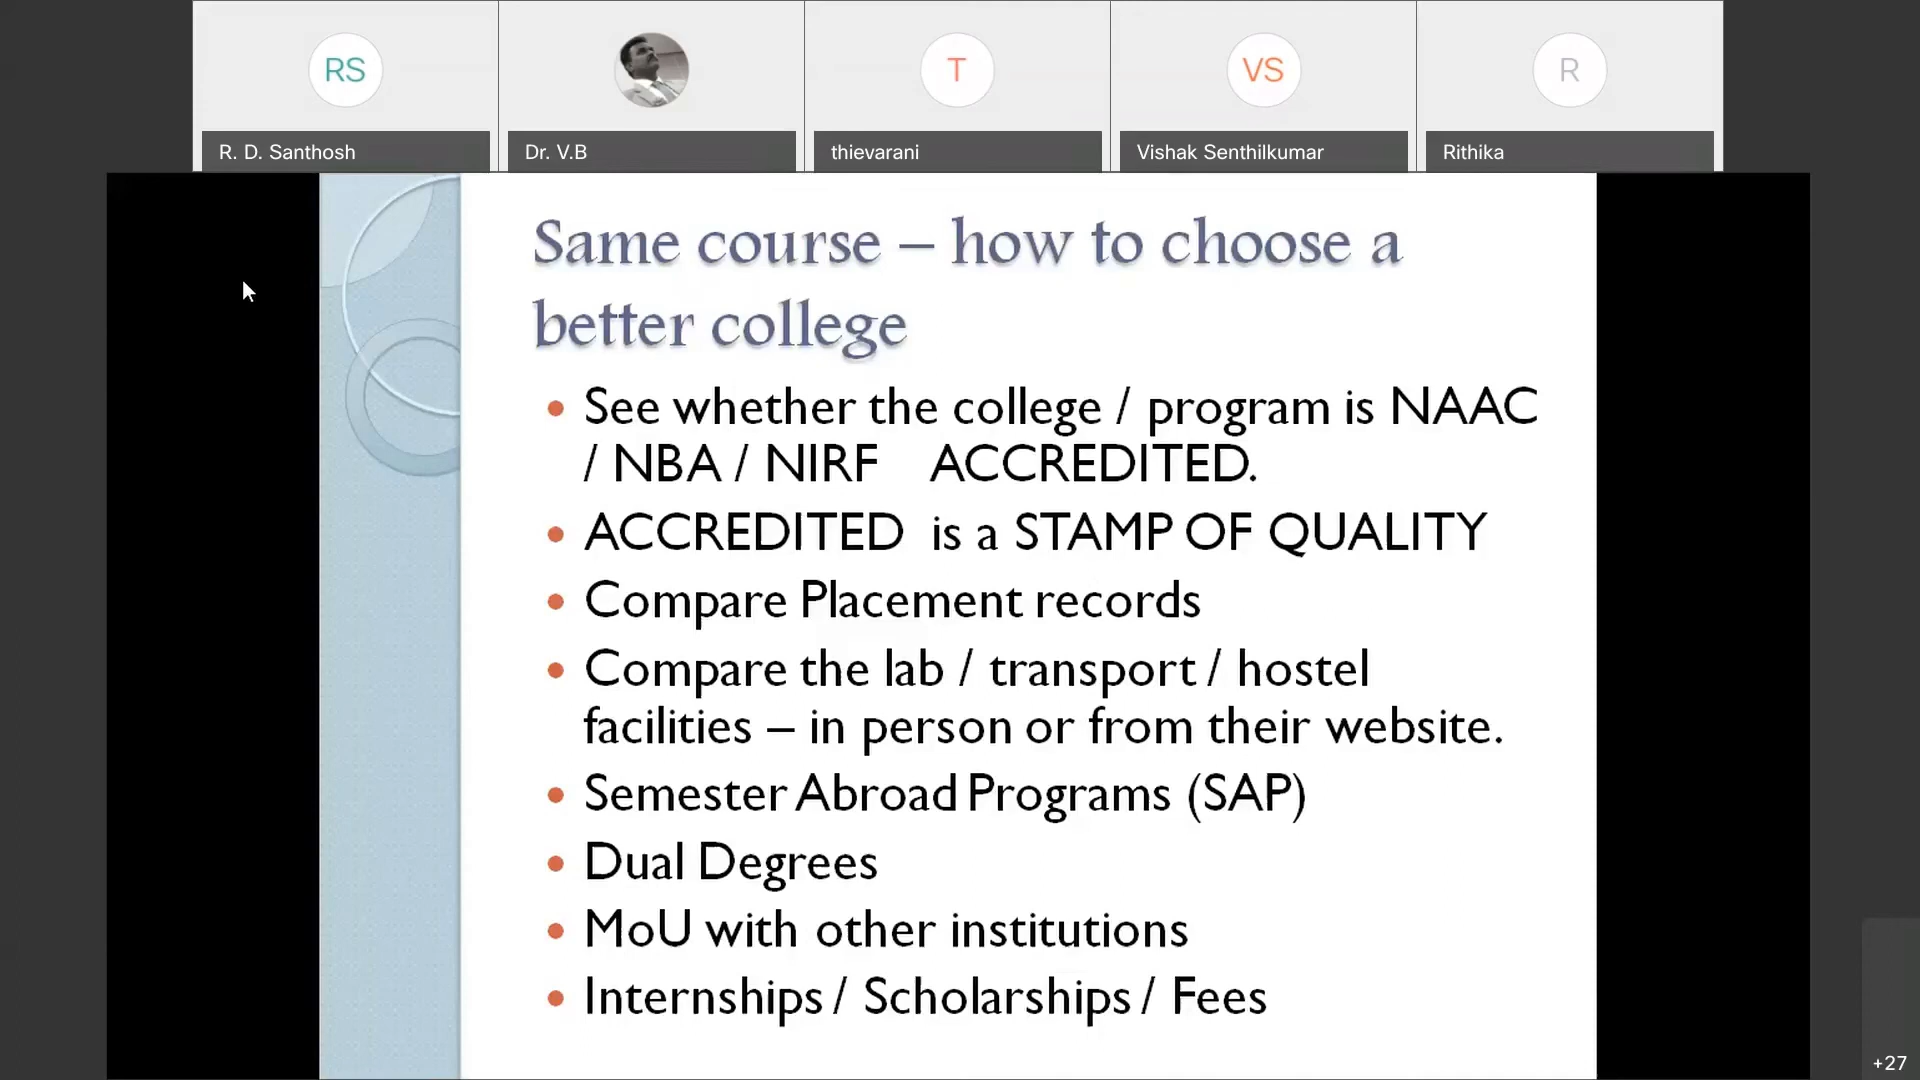 RS
T
VS
R
R. D. Santhosh
Dr. V.B
thievarani
Vishak Senthilkumar
Rithika
Same course – how to choose a
better college
• See whether the college / program is NAAC
/ NBA / NIRF ACCREDITED.
• ACCREDITED is a STAMP OF QUALITY
• Compare Placement records
• Compare the lab / transport / hostel
facilities – in person or from their website.
• Semester Abroad Programs (SAP)
• Dual Degrees
• MoU with other institutions
• Internships / Scholarships / Fees
+27